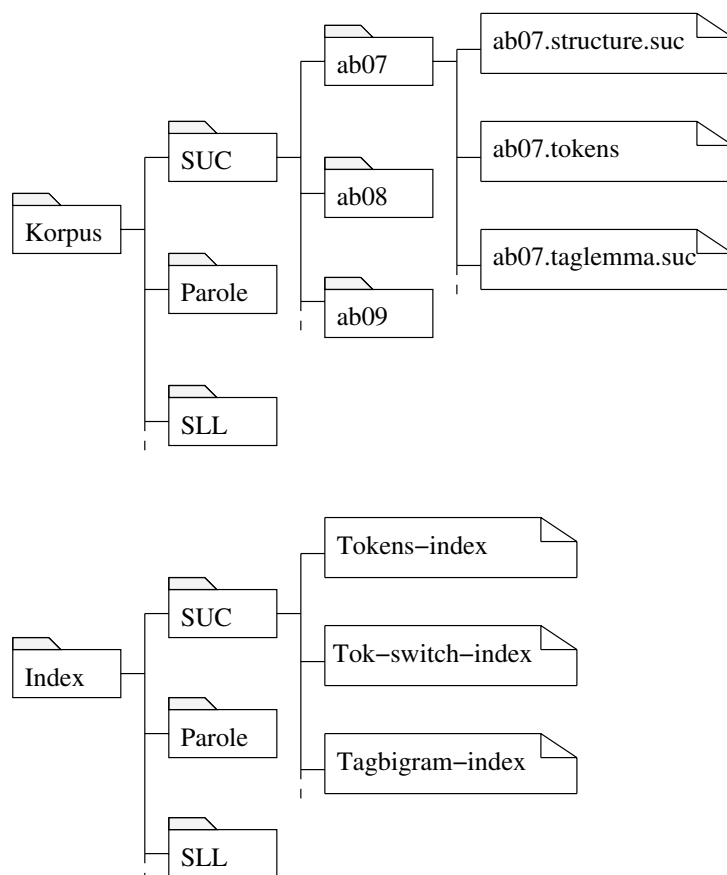 Korpus
SUC
Parole
SLL
ab07
ab08
ab09
ab07.structure.suc
ab07.tokens
ab07.taglemma.suc
Index
SUC
Parole
SLL
Tokens−index
Tok−switch−index
Tagbigram−index